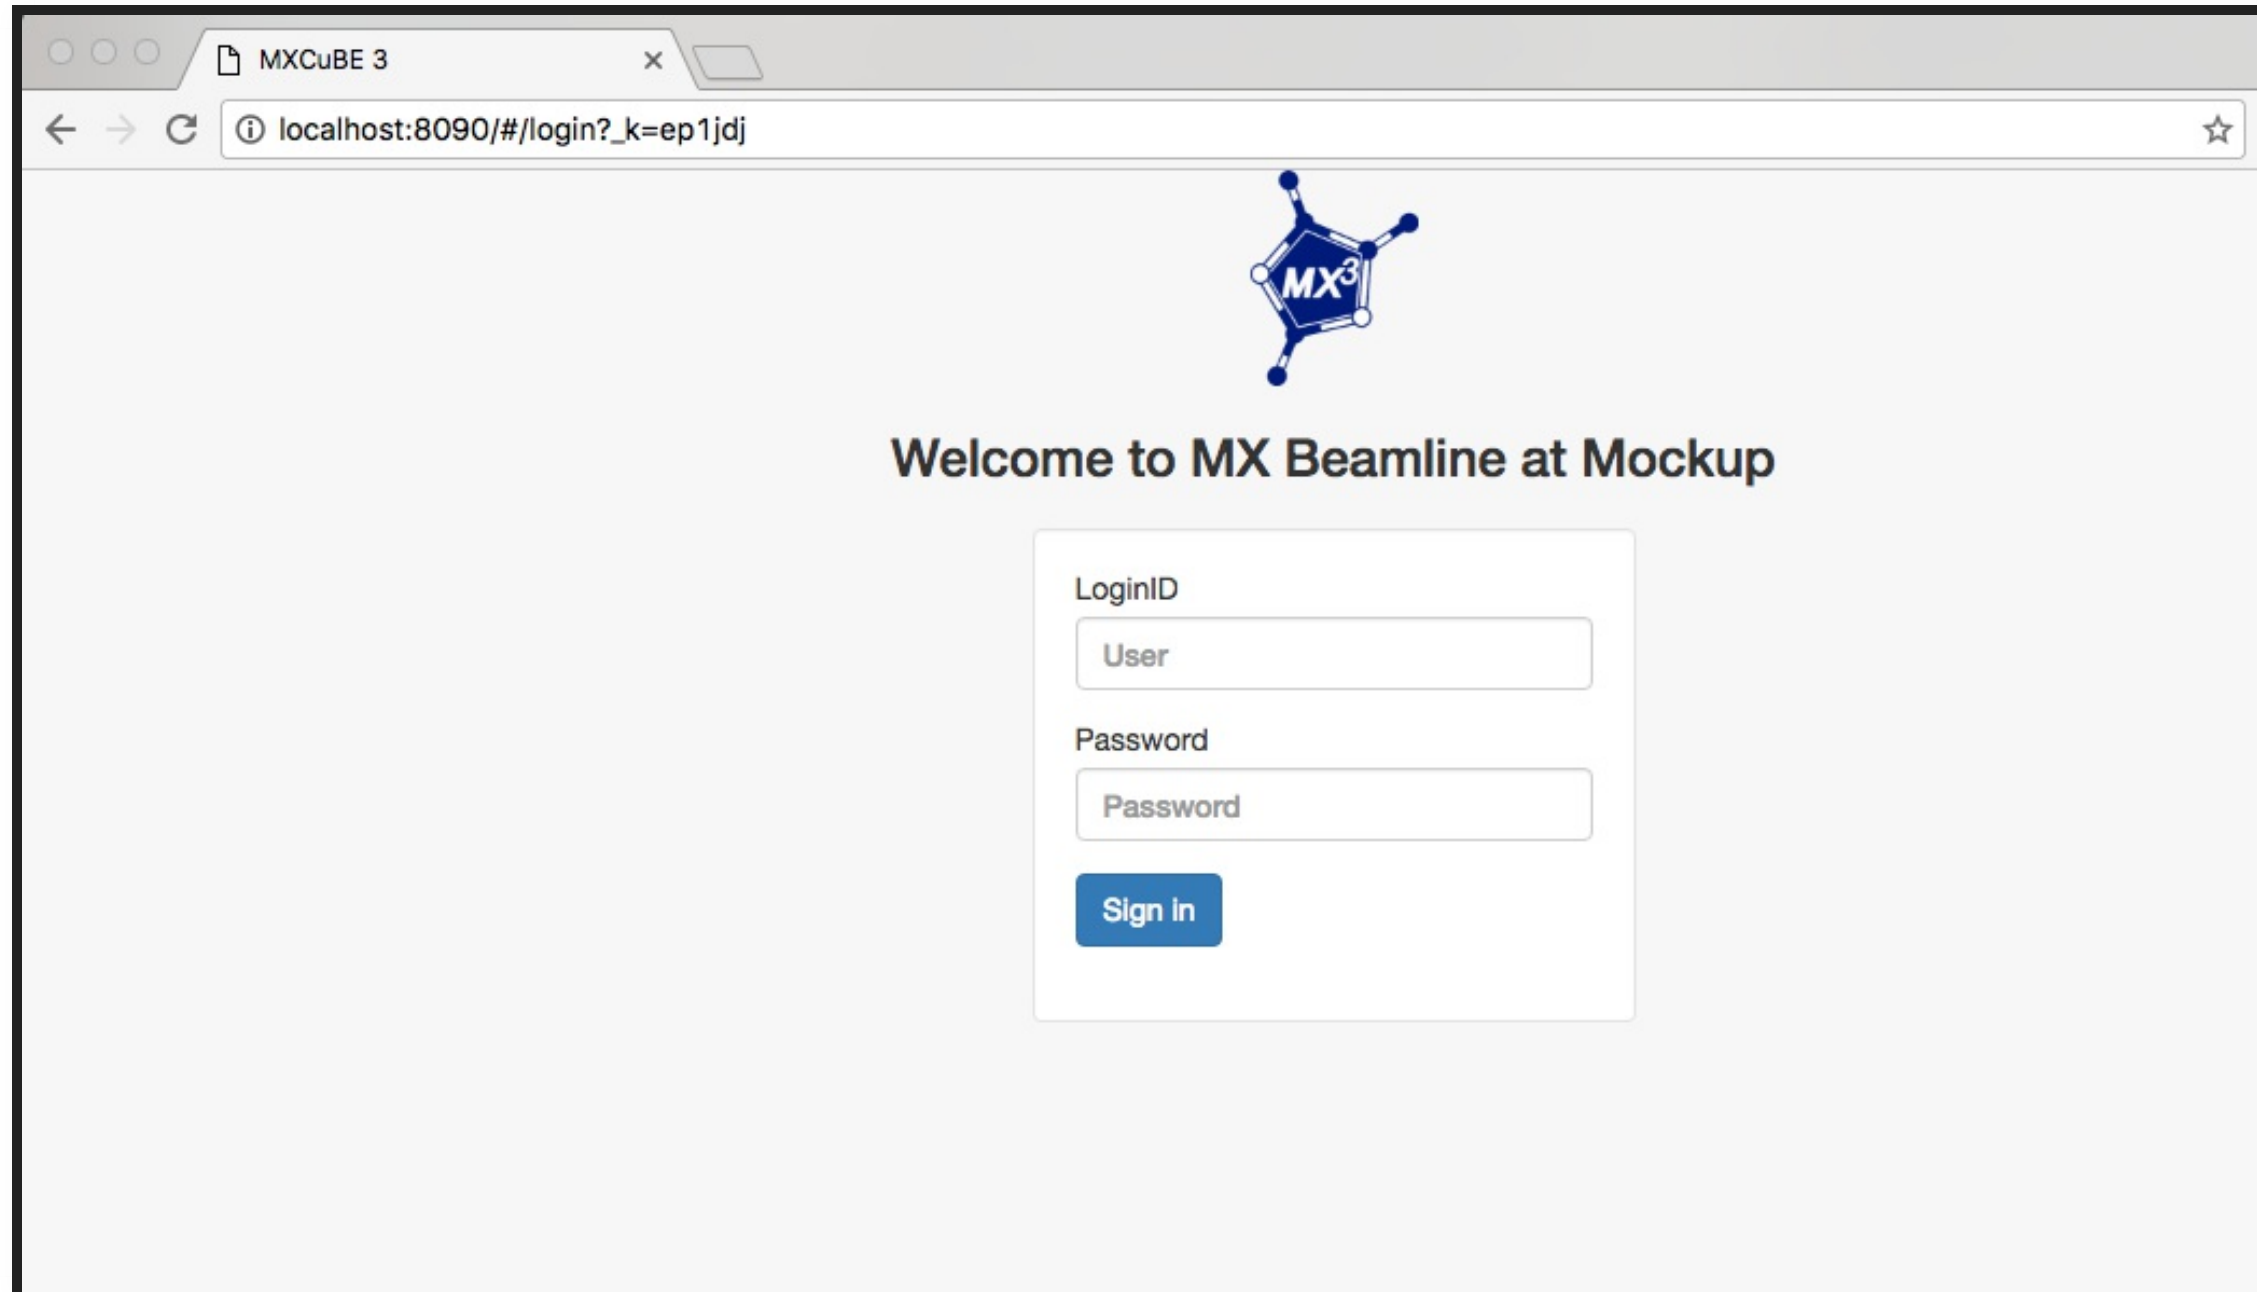 MXCuBE 3
localhost:8090/#/login?_k=ep1jdj
MX³
Welcome to MX Beamline at Mockup
LoginID
User
Password
Password
Sign in